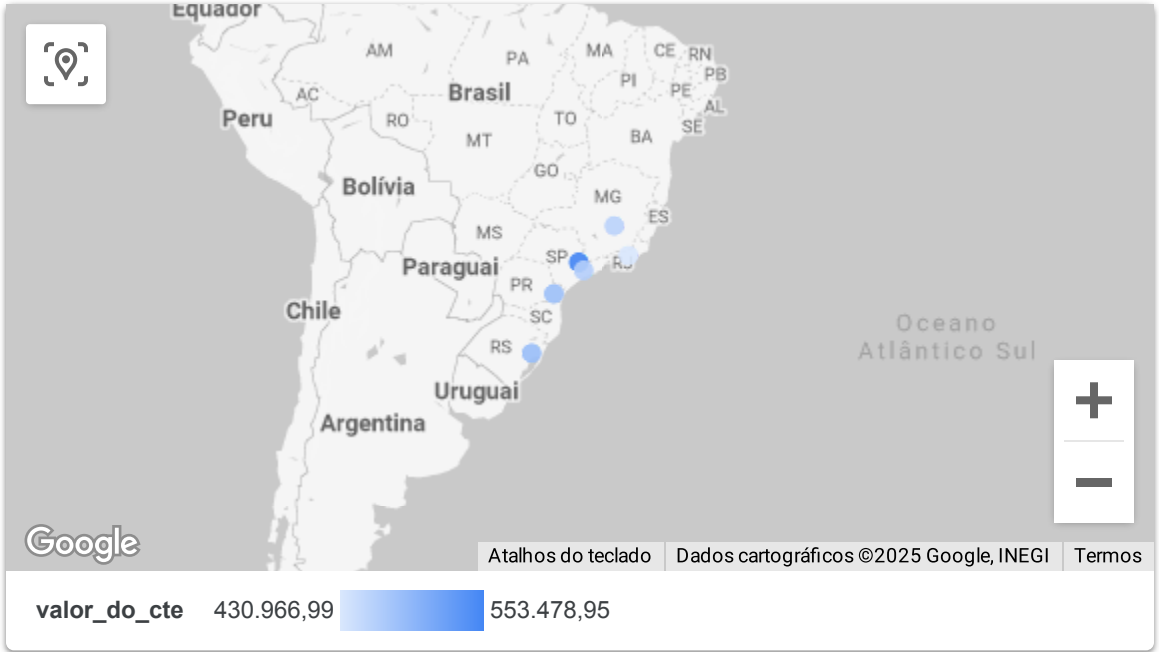 Equador
AM
PA
MA
CE
RN
PB
PI
PE
AC
Brasil
AL
Peru
RO
TO
SE
MT
BA
GO
Bolívia
MG
ES
MS
SP
RJ
Paraguai
PR
Chile
SC
Oceano
Atlântico Sul
RS
Uruguai
Argentina
Google
Atalhos do teclado
Dados cartográficos ©2025 Google, INEGI
Termos
valor_do_cte 430.966,99 553.478,95